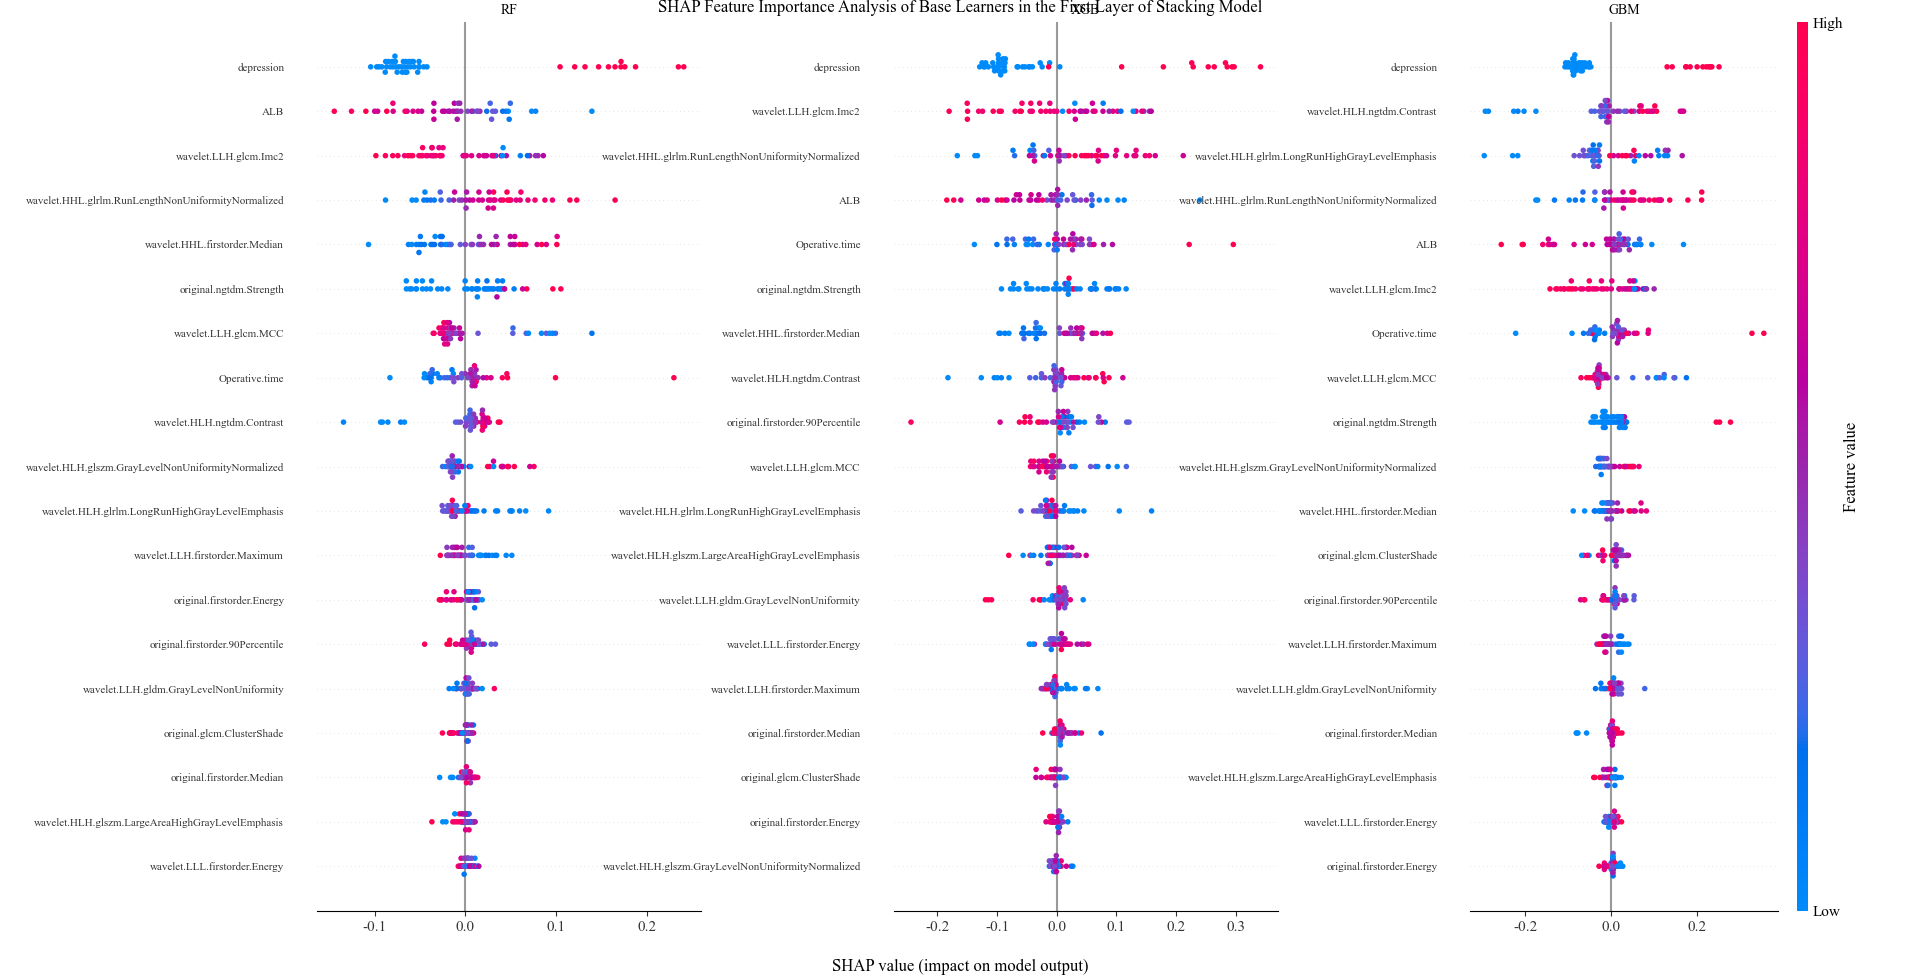 SHAP Feature Importance Analysis of Base Learners in the First Layer of Stacking Model
RF
depression
ALB
wavelet.LLH.glcm.Imc2
wavelet.HHL.glrlm.RunLengthNonUniformityNormalized
wavelet.HHL.firstorder.Median
original.ngtdm.Strength
wavelet.LLH.glcm.MCC
Operative.time
wavelet.HLH.ngtdm.Contrast
wavelet.HLH.glszm.GrayLevelNonUniformityNormalized
wavelet.HLH.glrlm.LongRunHighGrayLevelEmphasis
wavelet.LLH.firstorder.Maximum
original.firstorder.Energy
original.firstorder.90Percentile
wavelet.LLH.gldm.GrayLevelNonUniformity
original.glcm.ClusterShade
original.firstorder.Median
wavelet.HLH.glszm.LargeAreaHighGrayLevelEmphasis
wavelet.LLL.firstorder.Energy
-0.1 0.0 0.1 0.2
XGB
depression
wavelet.LLH.glcm.Imc2
wavelet.HHL.glrlm.RunLengthNonUniformityNormalized
ALB
Operative.time
original.ngtdm.Strength
wavelet.HHL.firstorder.Median
wavelet.HLH.ngtdm.Contrast
original.firstorder.90Percentile
wavelet.LLH.glcm.MCC
wavelet.HLH.glrlm.LongRunHighGrayLevelEmphasis
wavelet.HLH.glszm.LargeAreaHighGrayLevelEmphasis
wavelet.LLH.gldm.GrayLevelNonUniformity
wavelet.LLL.firstorder.Energy
wavelet.LLH.firstorder.Maximum
original.firstorder.Median
original.glcm.ClusterShade
original.firstorder.Energy
wavelet.HLH.glszm.GrayLevelNonUniformityNormalized
-0.2 -0.1 0.0 0.1 0.2 0.3
GBM
depression
wavelet.HLH.ngtdm.Contrast
wavelet.HLH.glrlm.LongRunHighGrayLevelEmphasis
wavelet.HHL.glrlm.RunLengthNonUniformityNormalized
ALB
wavelet.LLH.glcm.Imc2
Operative.time
wavelet.LLH.glcm.MCC
original.ngtdm.Strength
wavelet.HLH.glszm.GrayLevelNonUniformityNormalized
wavelet.HHL.firstorder.Median
original.glcm.ClusterShade
original.firstorder.90Percentile
wavelet.LLH.firstorder.Maximum
wavelet.LLH.gldm.GrayLevelNonUniformity
original.firstorder.Median
wavelet.HLH.glszm.LargeAreaHighGrayLevelEmphasis
wavelet.LLL.firstorder.Energy
original.firstorder.Energy
-0.2 0.0 0.2
High
Feature value
Low
SHAP value (impact on model output)